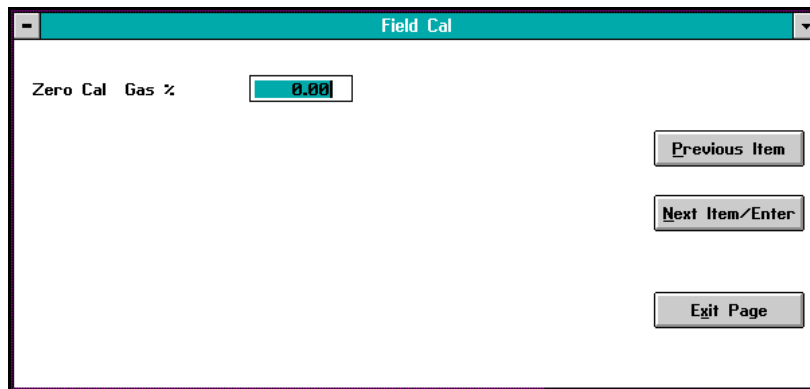 Field Cal
Zero Cal Gas % 0.00
Previous Item
Next Item/Enter
Exit Page